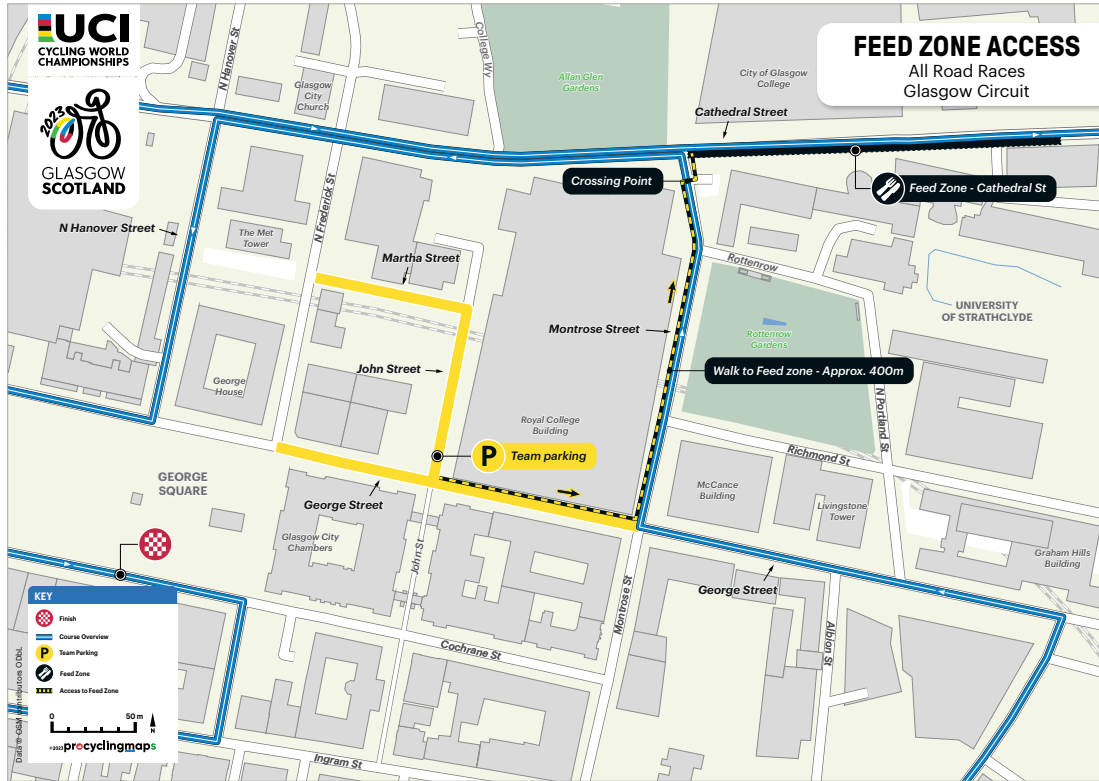 UCI
CYCLING WORLD
CHAMPIONSHIPS
2023
GLASGOW
SCOTLAND
FEED ZONE ACCESS
All Road Races
Glasgow Circuit
N Hanover St
College Wy
Glasgow
City
Church
Allan Glen
Gardens
City of Glasgow
College
Cathedral Street
Crossing Point
Feed Zone - Cathedral St
N Hanover Street
The Met
Tower
N Frederick St
Martha Street
Rottenrow
UNIVERSITY
OF STRATHCLYDE
Montrose Street
Rottenrow
Gardens
John Street
Walk to Feed zone - Approx. 400m
George
House
N Portland St
Royal College
Building
P
Team parking
Richmond St
GEORGE
SQUARE
McCance
Building
Livingstone
Tower
George Street
Glasgow City
Chambers
John St
Graham Hills
Building
George Street
Montrose St
Albion St
Cochrane St
Ingram St
KEY
Finish
Course Overview
P
Team Parking
Feed Zone
Access to Feed Zone
0
50 m
N
©2023 procyclingmaps
Data © OSM contributors ODbL